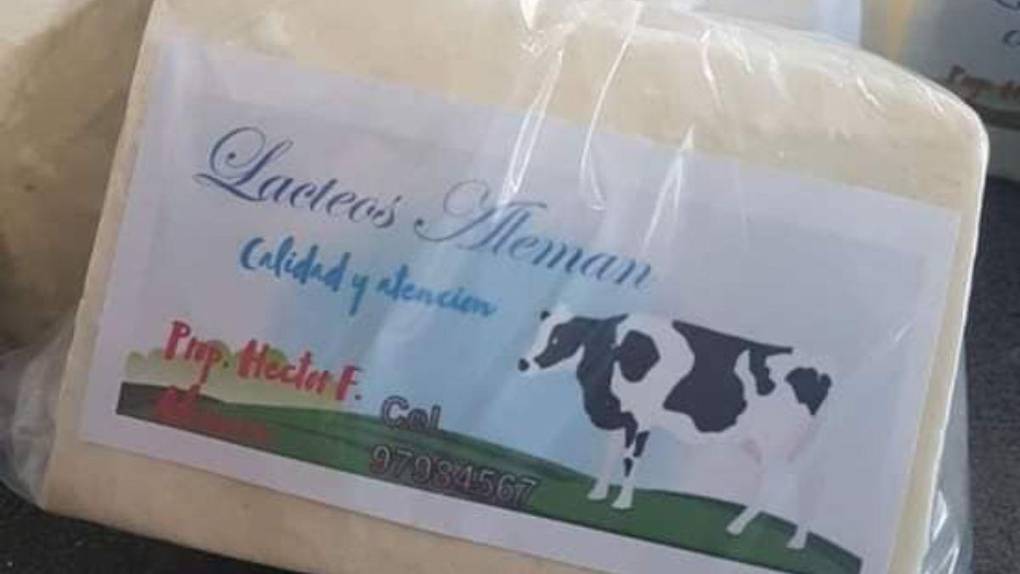 Lacteos Aleman
Calidad y atencion
Prop. Hector F.
Cel
97984567